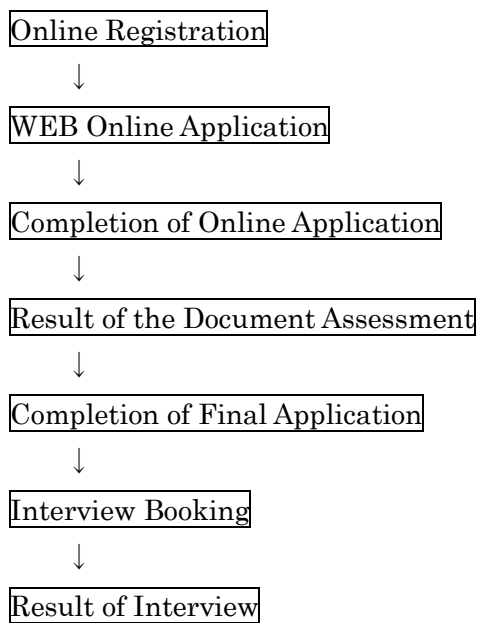 Online Registration
↓
WEB Online Application
↓
Completion of Online Application
↓
Result of the Document Assessment
↓
Completion of Final Application
↓
Interview Booking
↓
Result of Interview